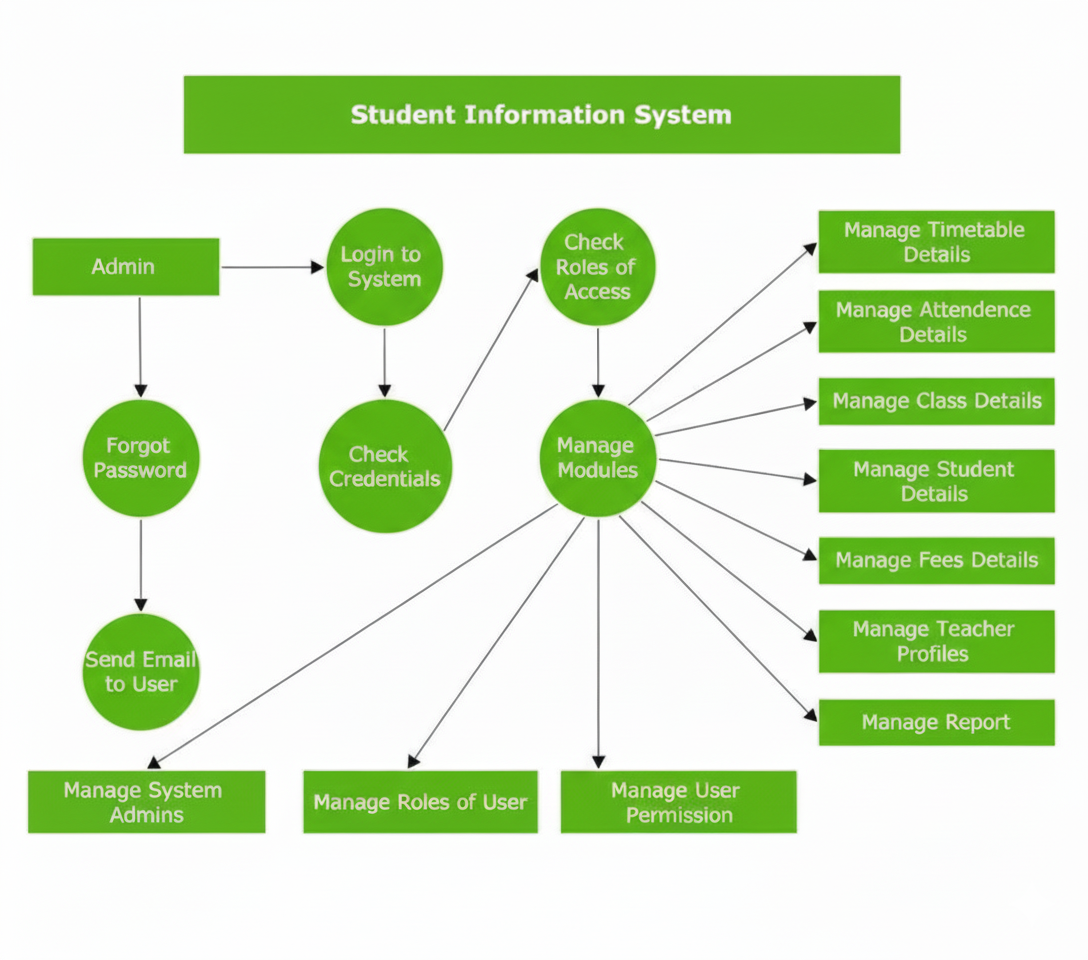 Student Information System
Admin
Login to
System
Check
Roles of
Access
Manage Timetable
Details
Manage Attendence
Details
Manage Class Details
Forgot
Password
Check
Credentials
Manage
Modules
Manage Student
Details
Manage Fees Details
Send Email
to User
Manage Teacher
Profiles
Manage Report
Manage System
Admins
Manage Roles of User
Manage User
Permission